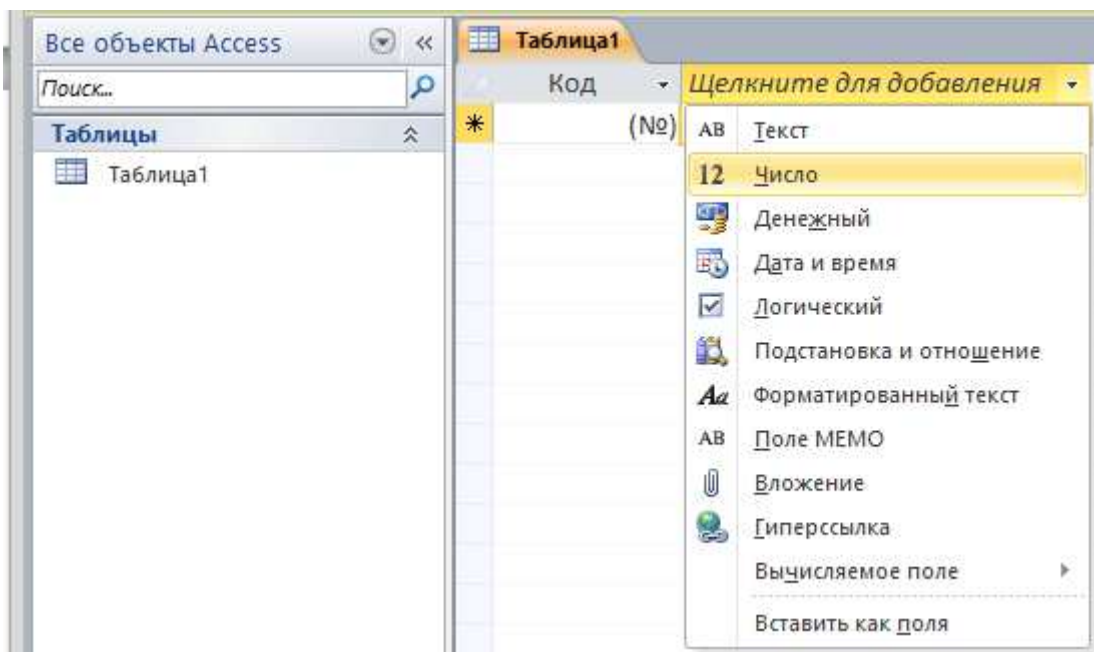 Все объекты Access
Поиск...
Таблицы
Таблица1
Таблица1
Код
Щелкните для добавления
(№)
AB Текст
12 Число
Денежный
Дата и время
Логический
Подстановка и отношение
Aa Форматированный текст
AB Поле МЕМО
Вложение
Гиперссылка
Вычисляемое поле
Вставить как поля